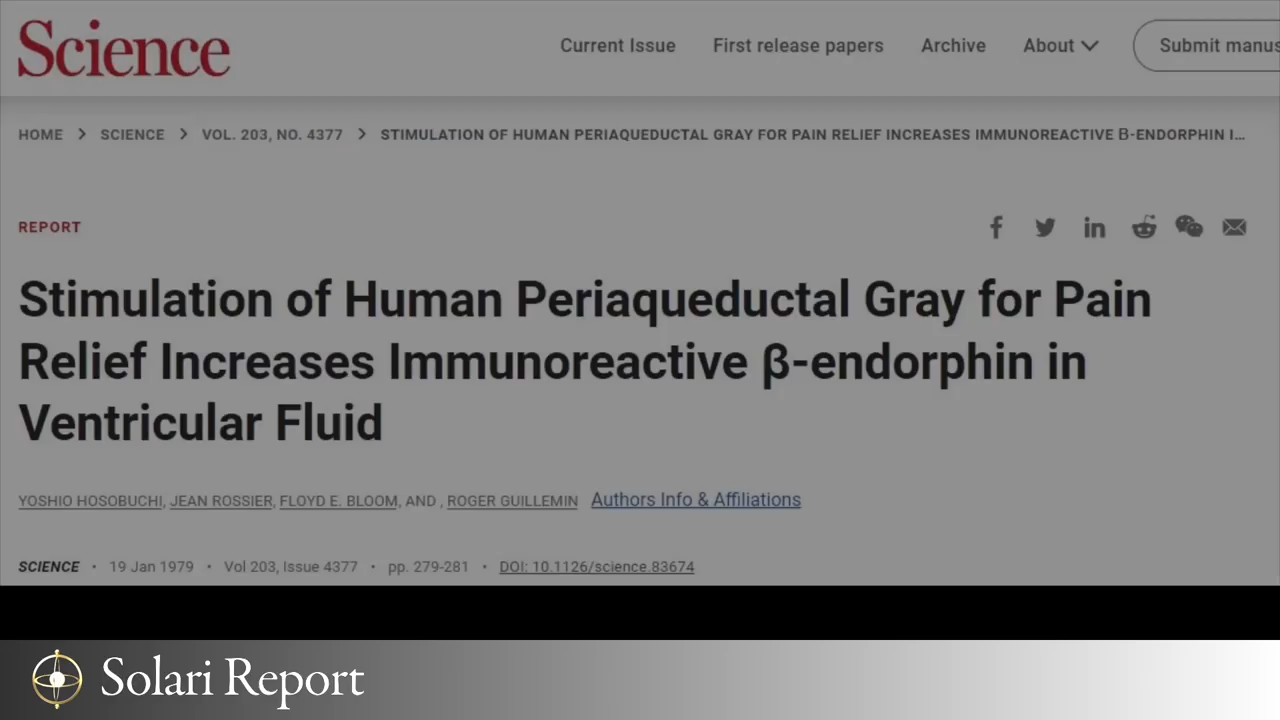 Science
Current Issue First release papers Archive About Submit manus
HOME > SCIENCE > VOL. 203, NO. 4377 > STIMULATION OF HUMAN PERIAQUEDUCTAL GRAY FOR PAIN RELIEF INCREASES IMMUNOREACTIVE Β-ENDORPHIN I…
REPORT
Stimulation of Human Periaqueductal Gray for Pain
Relief Increases Immunoreactive β-endorphin in
Ventricular Fluid
YOSHIO HOSOBUCHI, JEAN ROSSIER, FLOYD E. BLOOM, AND , ROGER GUILLEMIN Authors Info & Affiliations
SCIENCE • 19 Jan 1979 • Vol 203, Issue 4377 • pp. 279-281 • DOI: 10.1126/science.83674
Solari Report